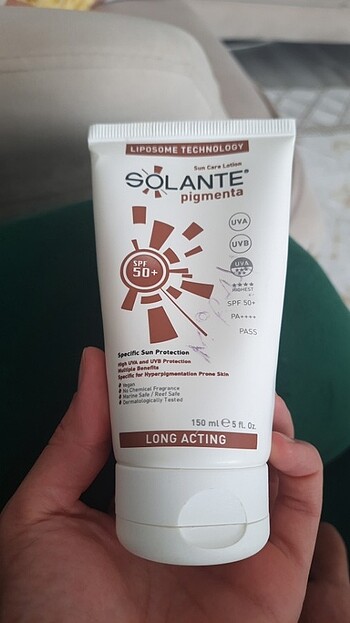 LIPOSOME TECHNOLOGY
Sun Care Lotion
SOLANTE®
pigmenta
SPF
50+
UVA
UVB
UVA
HIGHEST
SPF 50+
PA++++
PASS
Specific Sun Protection
High UVA and UVB Protection
Multiple Benefits
Specific for Hyperpigmentation Prone Skin
# Vegan
# No Chemical Fragrance
# Marine Safe / Reef Safe
# Dermatologically Tested
150 ml ℮ 5 fl. Oz.
LONG ACTING